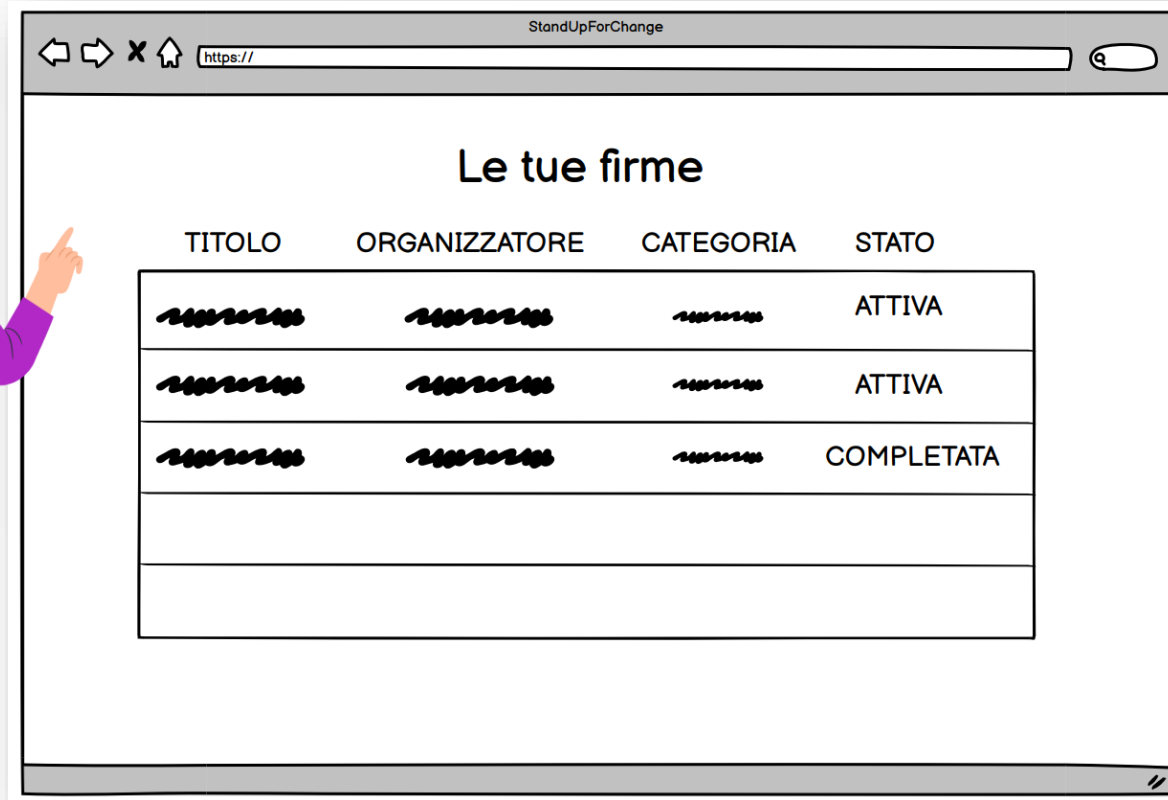 StandUpForChange
https://
Le tue firme
TITOLO ORGANIZZATORE CATEGORIA STATO
ATTIVA
ATTIVA
COMPLETATA